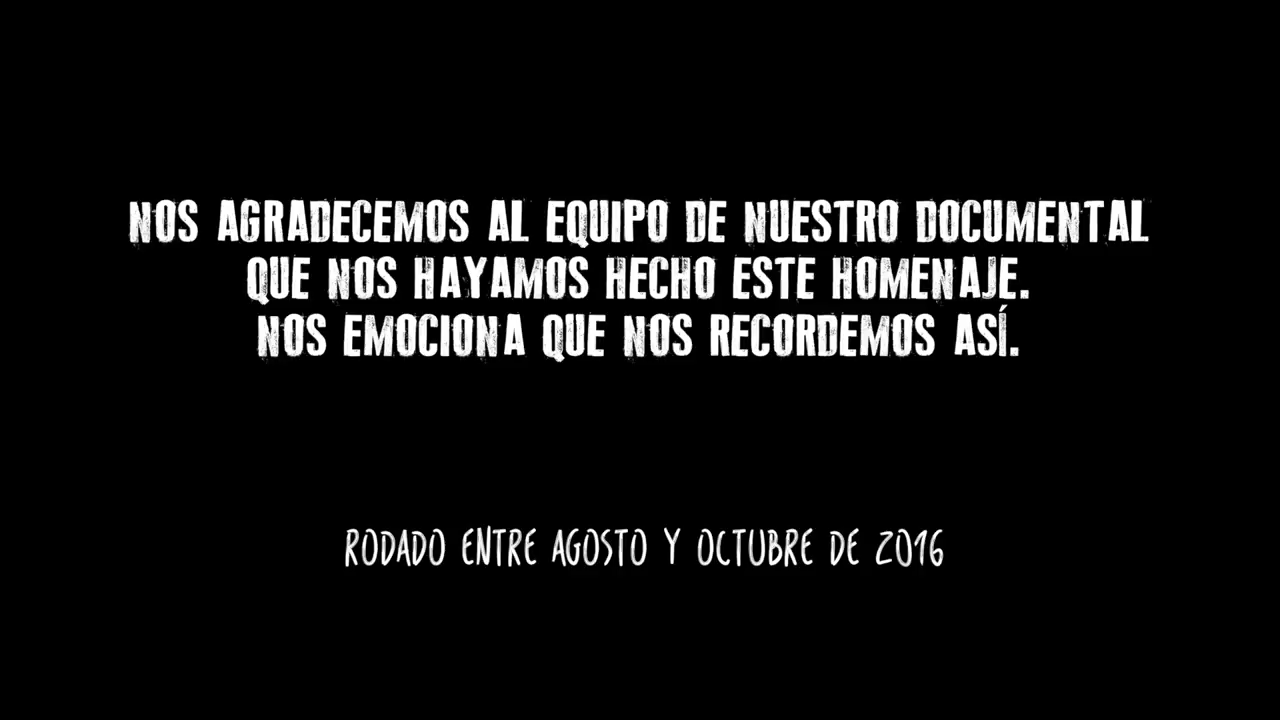 NOS AGRADECEMOS AL EQUIPO DE NUESTRO DOCUMENTAL
QUE NOS HAYAMOS HECHO ESTE HOMENAJE.
NOS EMOCIONA QUE NOS RECORDEMOS ASÍ.
RODADO ENTRE AGOSTO Y OCTUBRE DE 2016